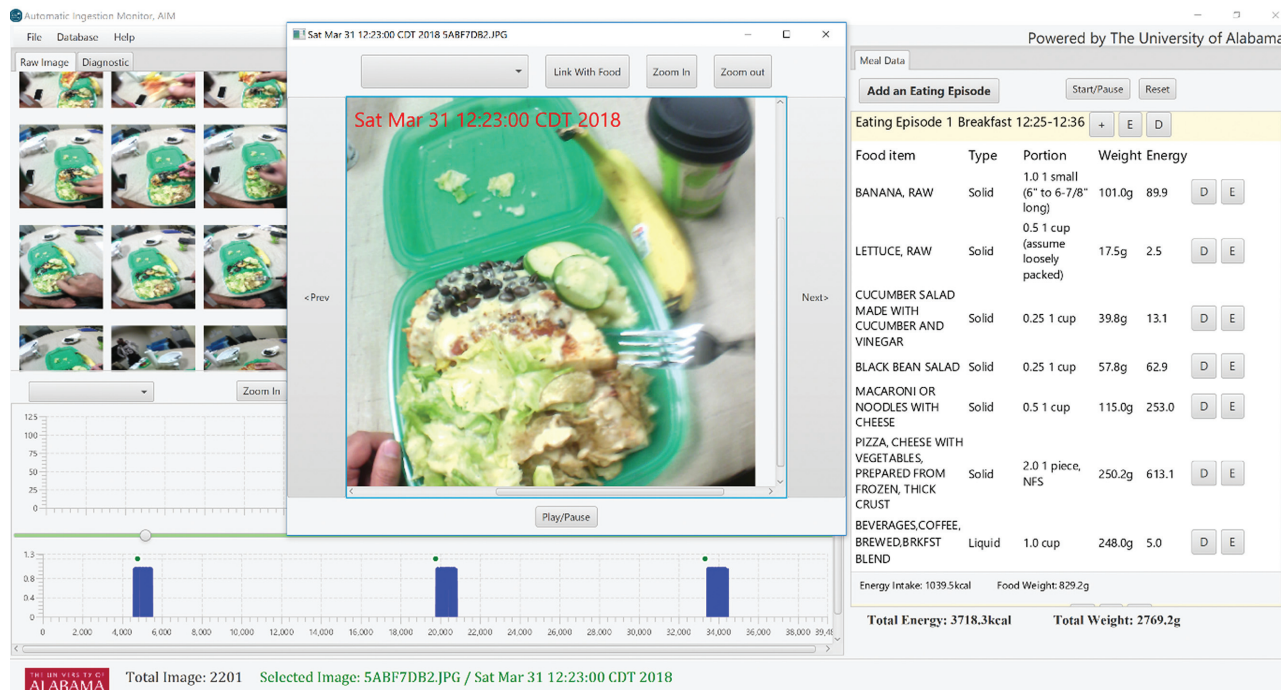 Automatic Ingestion Monitor, AIM
File Database Help
Powered by The University of Alabama
Raw Image Diagnostic
Zoom In
125
100
75
50
25
0
1.3
0.8
0.4
0
0 2,000 4,000 6,000 8,000 10,000 12,000 14,000 16,000 18,000 20,000 22,000 24,000 26,000 28,000 30,000 32,000 34,000 36,000 38,000 39,4
Sat Mar 31 12:23:00 CDT 2018 5ABF7DB2.JPG
Link With Food Zoom In Zoom out
Sat Mar 31 12:23:00 CDT 2018
<Prev
Next>
Play/Pause
Meal Data
Add an Eating Episode Start/Pause Reset
Eating Episode 1 Breakfast 12:25-12:36 + E D
Food item Type Portion Weight Energy
BANANA, RAW Solid 1.0 1 small
(6" to 6-7/8"
long) 101.0g 89.9 D E
LETTUCE, RAW Solid 0.5 1 cup
(assume
loosely
packed) 17.5g 2.5 D E
CUCUMBER SALAD
MADE WITH
CUCUMBER AND
VINEGAR Solid 0.25 1 cup 39.8g 13.1 D E
BLACK BEAN SALAD Solid 0.25 1 cup 57.8g 62.9 D E
MACARONI OR
NOODLES WITH
CHEESE Solid 0.5 1 cup 115.0g 253.0 D E
PIZZA, CHEESE WITH
VEGETABLES,
PREPARED FROM
FROZEN, THICK
CRUST Solid 2.0 1 piece,
NFS 250.2g 613.1 D E
BEVERAGES,COFFEE,
BREWED,BRKFST
BLEND Liquid 1.0 cup 248.0g 5.0 D E
Energy Intake: 1039.5kcal Food Weight: 829.2g
Total Energy: 3718.3kcal Total Weight: 2769.2g
THE UNIVERSITY OF
ALABAMA
Total Image: 2201 Selected Image: 5ABF7DB2.JPG / Sat Mar 31 12:23:00 CDT 2018